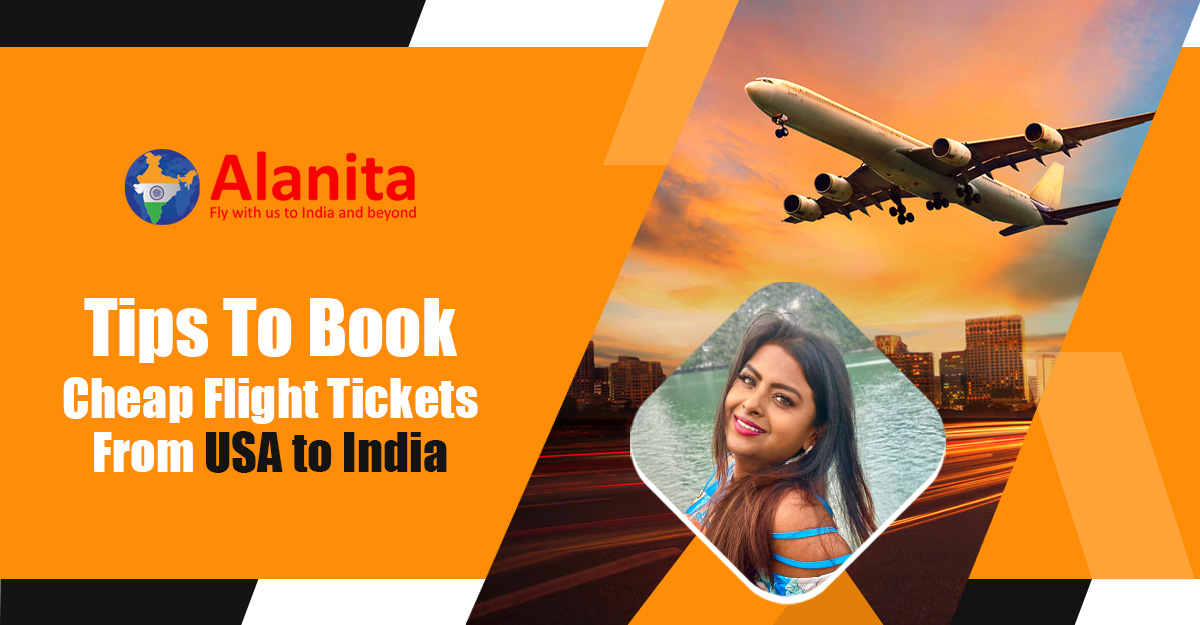 Alanita
Fly with us to India and beyond
Tips To Book
Cheap Flight Tickets
From USA to India